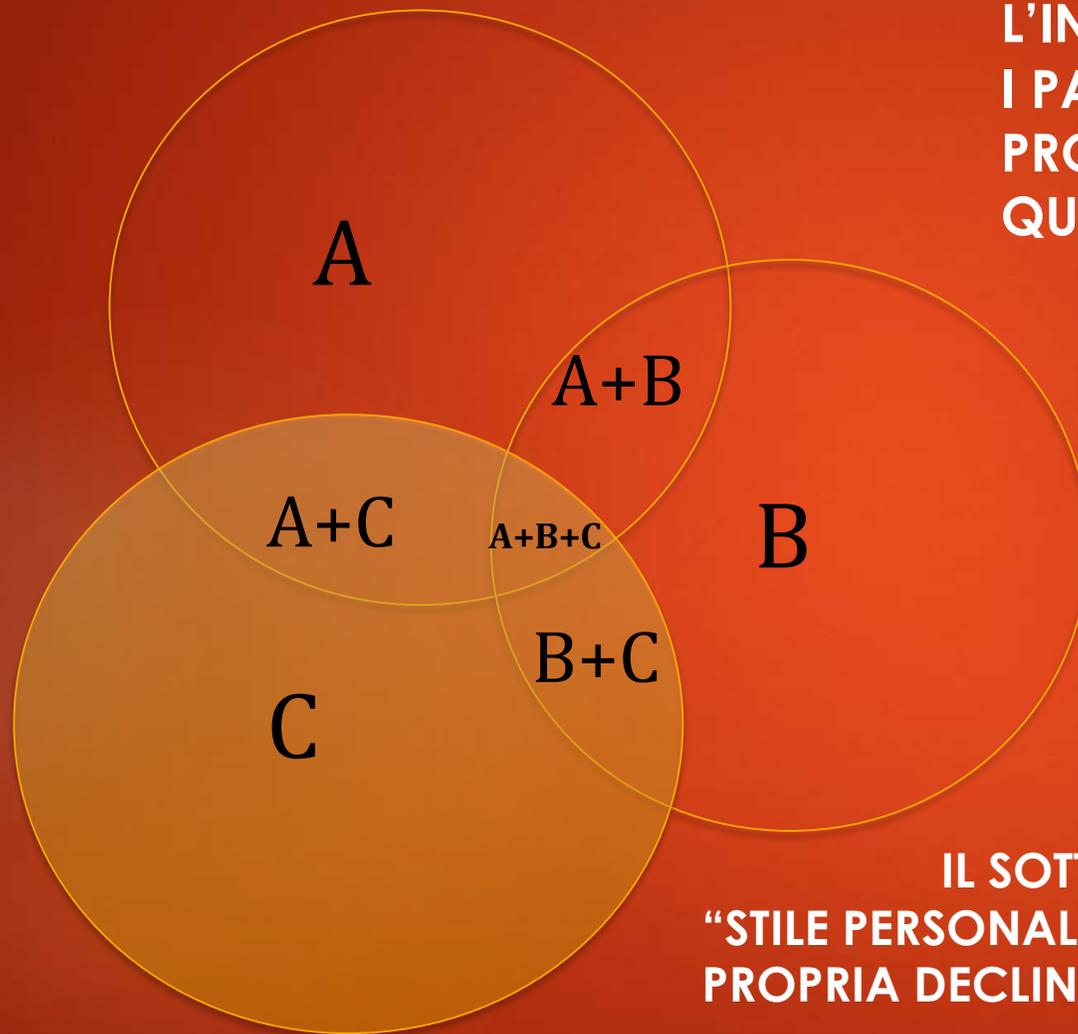 L’IN
I PA
PRO
QU
A
A+B
A+C
A+B+C
B
B+C
C
IL SOTT
“STILE PERSONAL
PROPRIA DECLIN